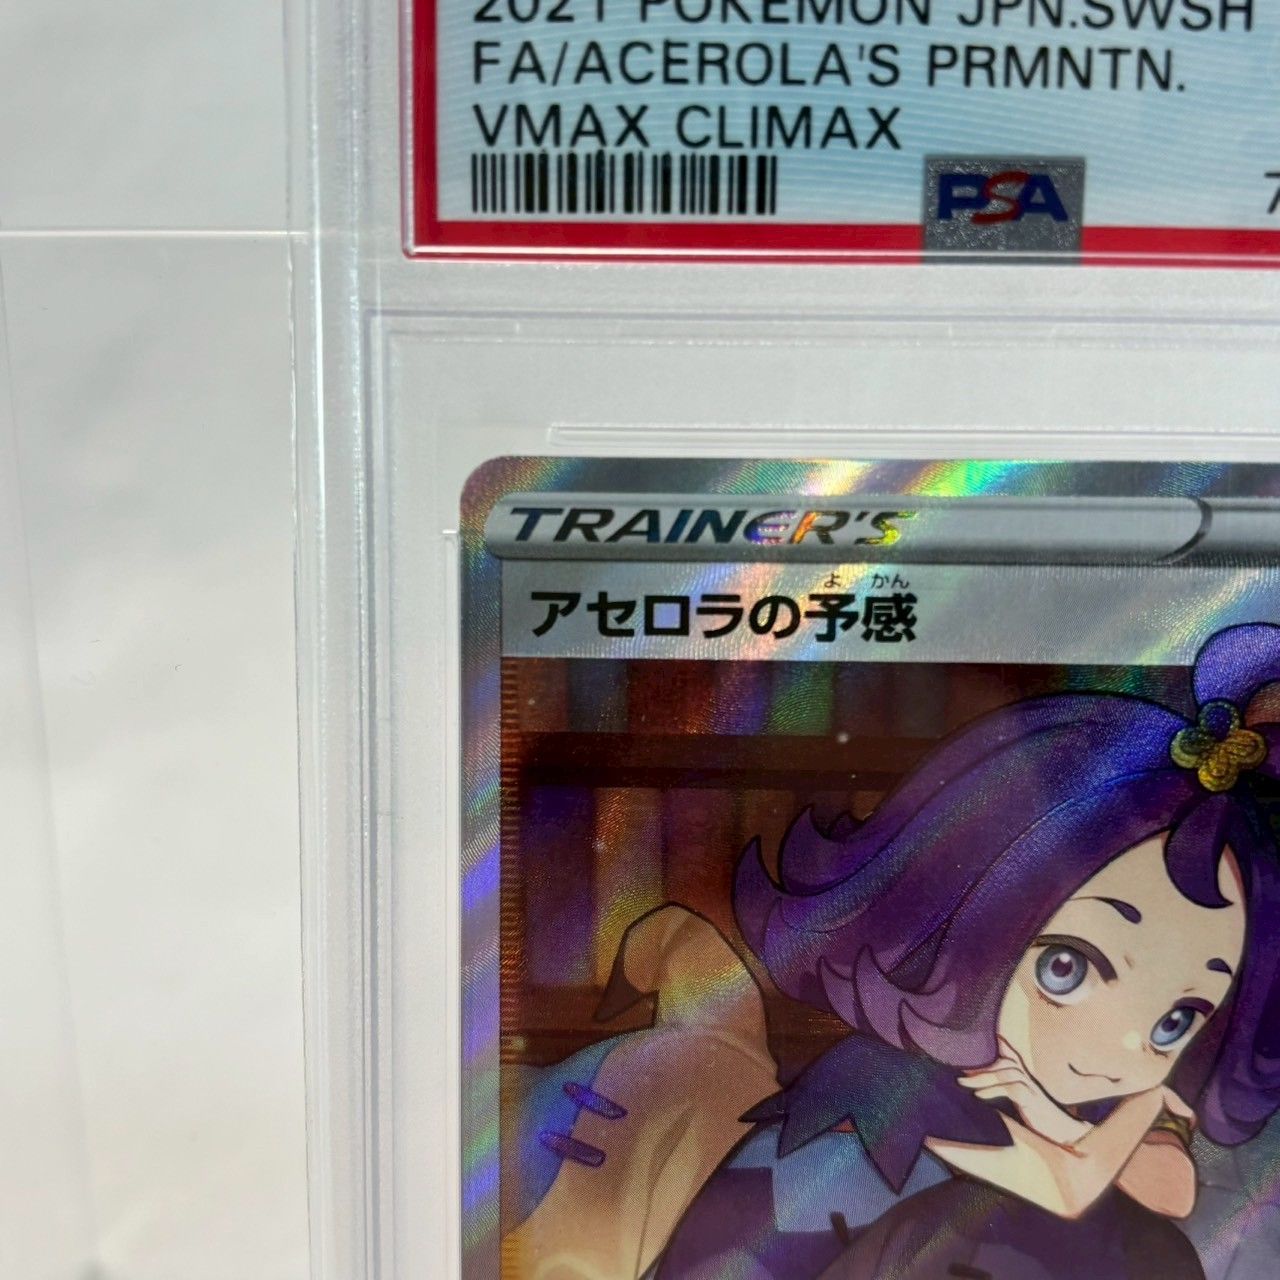 2021 POKEMON JPN.SWSH
FA/ACEROLA'S PRMNTN.
VMAX CLIMAX
PSA
7
TRAINER'S
よ かん
アセロラの予感